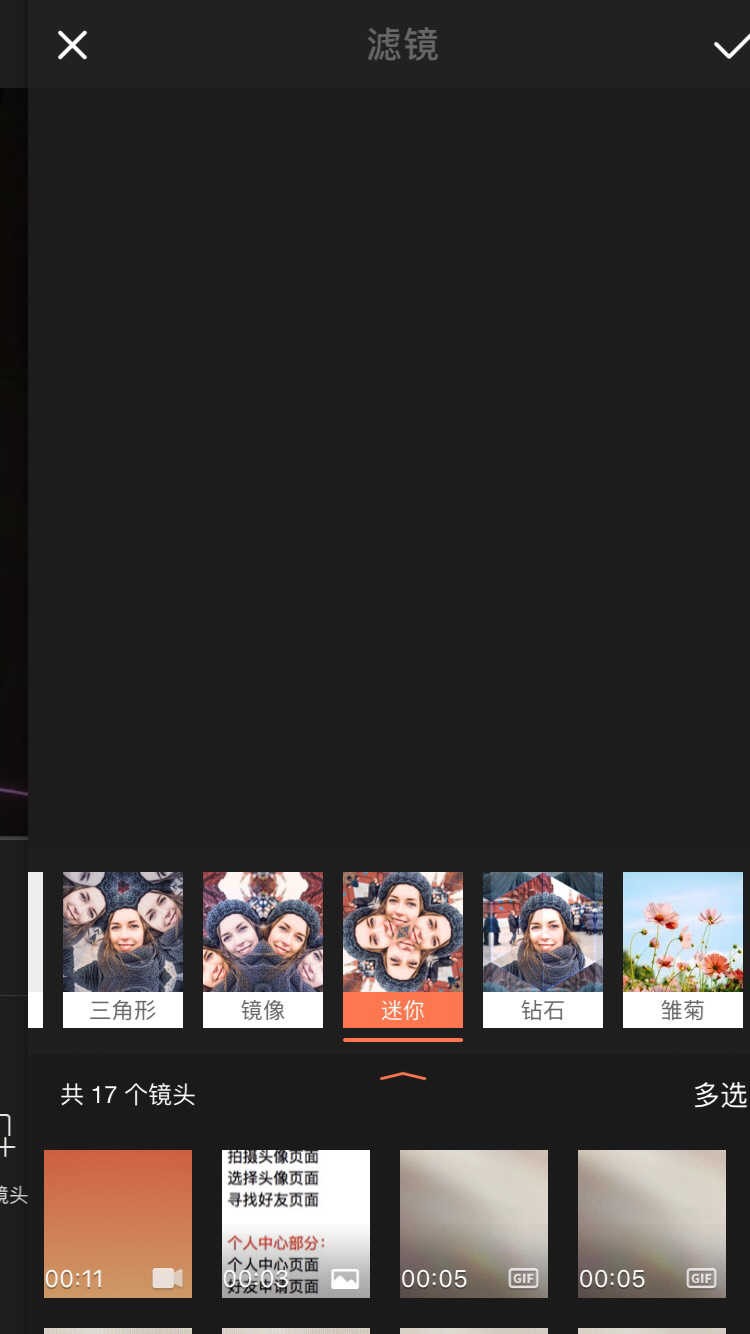 滤镜
三角形
镜像
迷你
钻石
雏菊
共 17 个镜头
多选
镜头
拍摄头像页面
选择头像页面
寻找好友页面
个人中心部分:
个人中心页面
好友申请页面
00:11
00:03
00:05
GIF
00:05
GIF